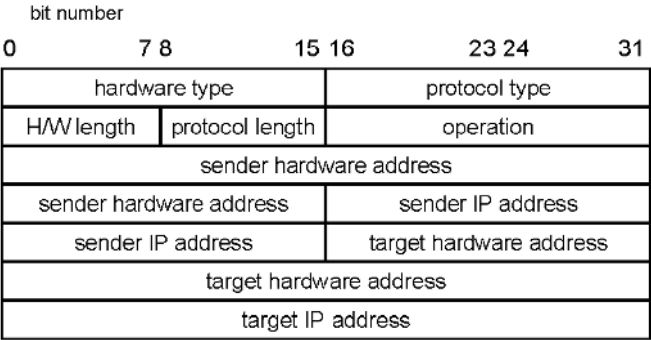 bit number
0 7 8 15 16 23 24 31
hardware type protocol type
H/W length protocol length operation
sender hardware address
sender hardware address sender IP address
sender IP address target hardware address
target hardware address
target IP address